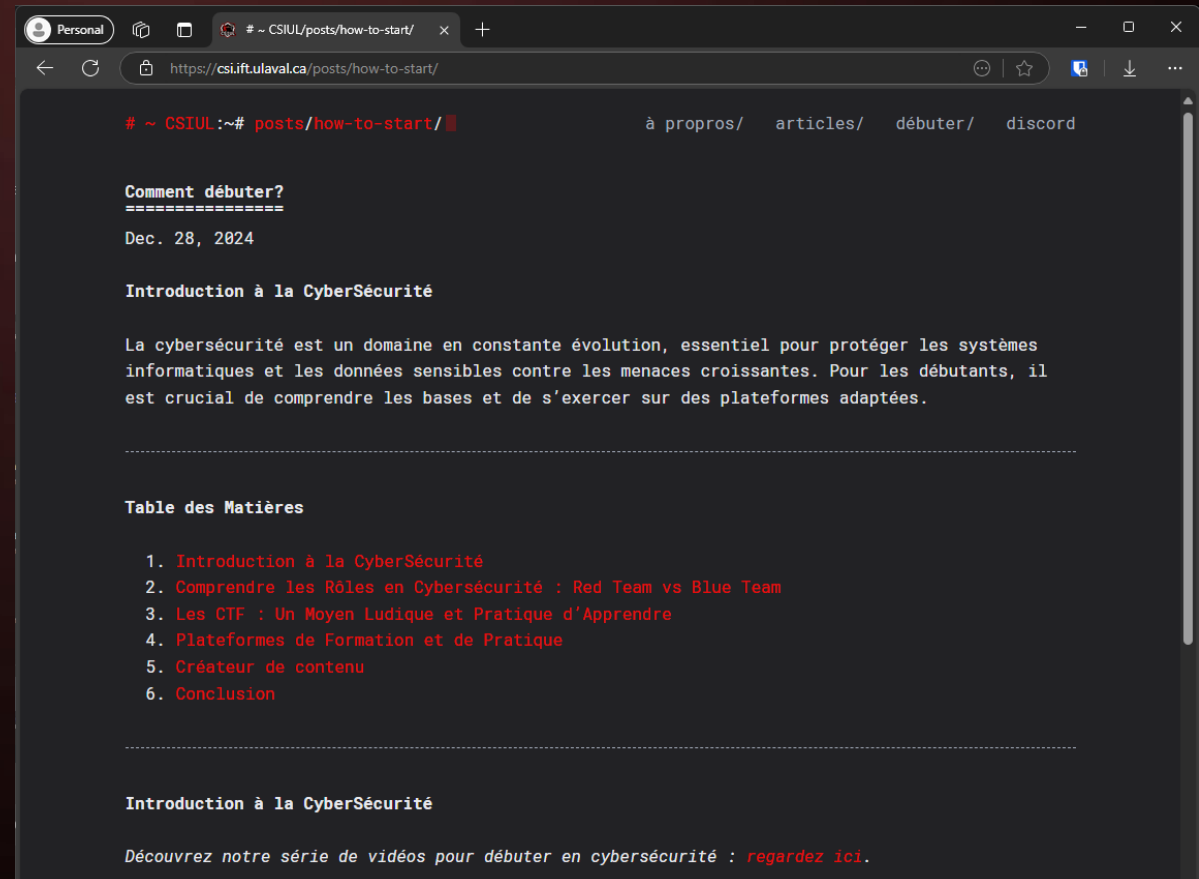 Personal
# ~ CSIUL/posts/how-to-start/
https://csi.ift.ulaval.ca/posts/how-to-start/
# ~ CSIUL:~# posts/how-to-start/ à propros/ articles/ débuter/ discord
Comment débuter?
================
Dec. 28, 2024
Introduction à la CyberSécurité
La cybersécurité est un domaine en constante évolution, essentiel pour protéger les systèmes
informatiques et les données sensibles contre les menaces croissantes. Pour les débutants, il
est crucial de comprendre les bases et de s’exercer sur des plateformes adaptées.
Table des Matières
1. Introduction à la CyberSécurité
2. Comprendre les Rôles en Cybersécurité : Red Team vs Blue Team
3. Les CTF : Un Moyen Ludique et Pratique d’Apprendre
4. Plateformes de Formation et de Pratique
5. Créateur de contenu
6. Conclusion
Introduction à la CyberSécurité
Découvrez notre série de vidéos pour débuter en cybersécurité : regardez ici.